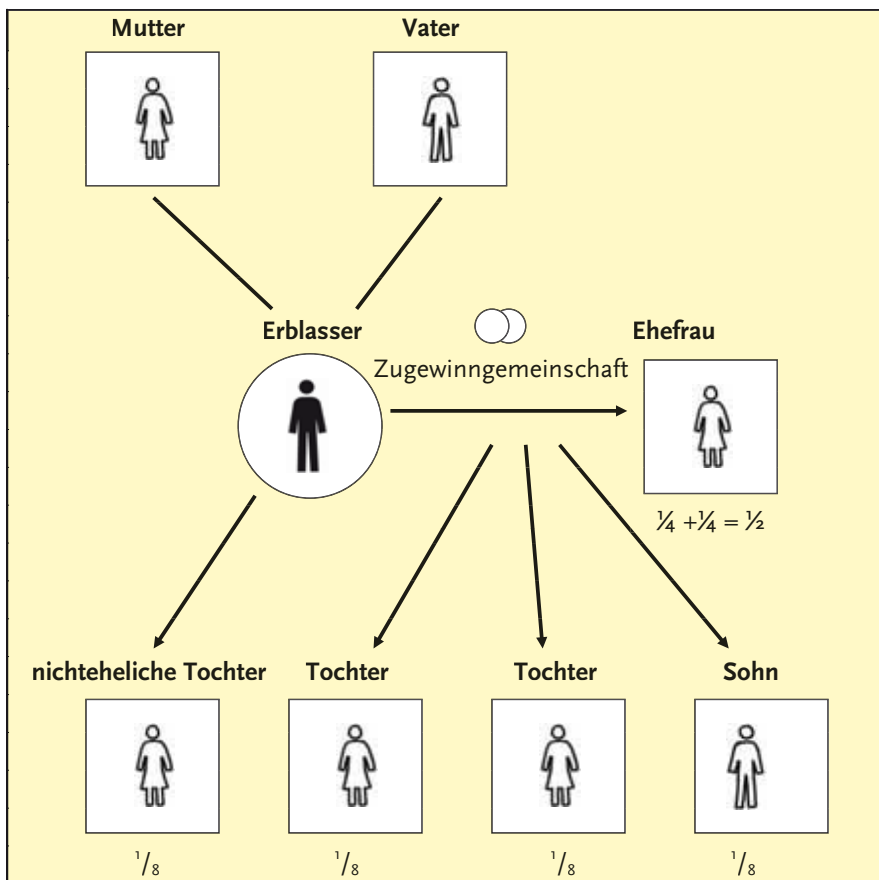 Mutter Vater
Erblasser Ehefrau
Zugewinngemeinschaft
¼ +¼ = ½
nichteheliche Tochter Tochter Tochter Sohn
¹/₈ ¹/₈ ¹/₈ ¹/₈